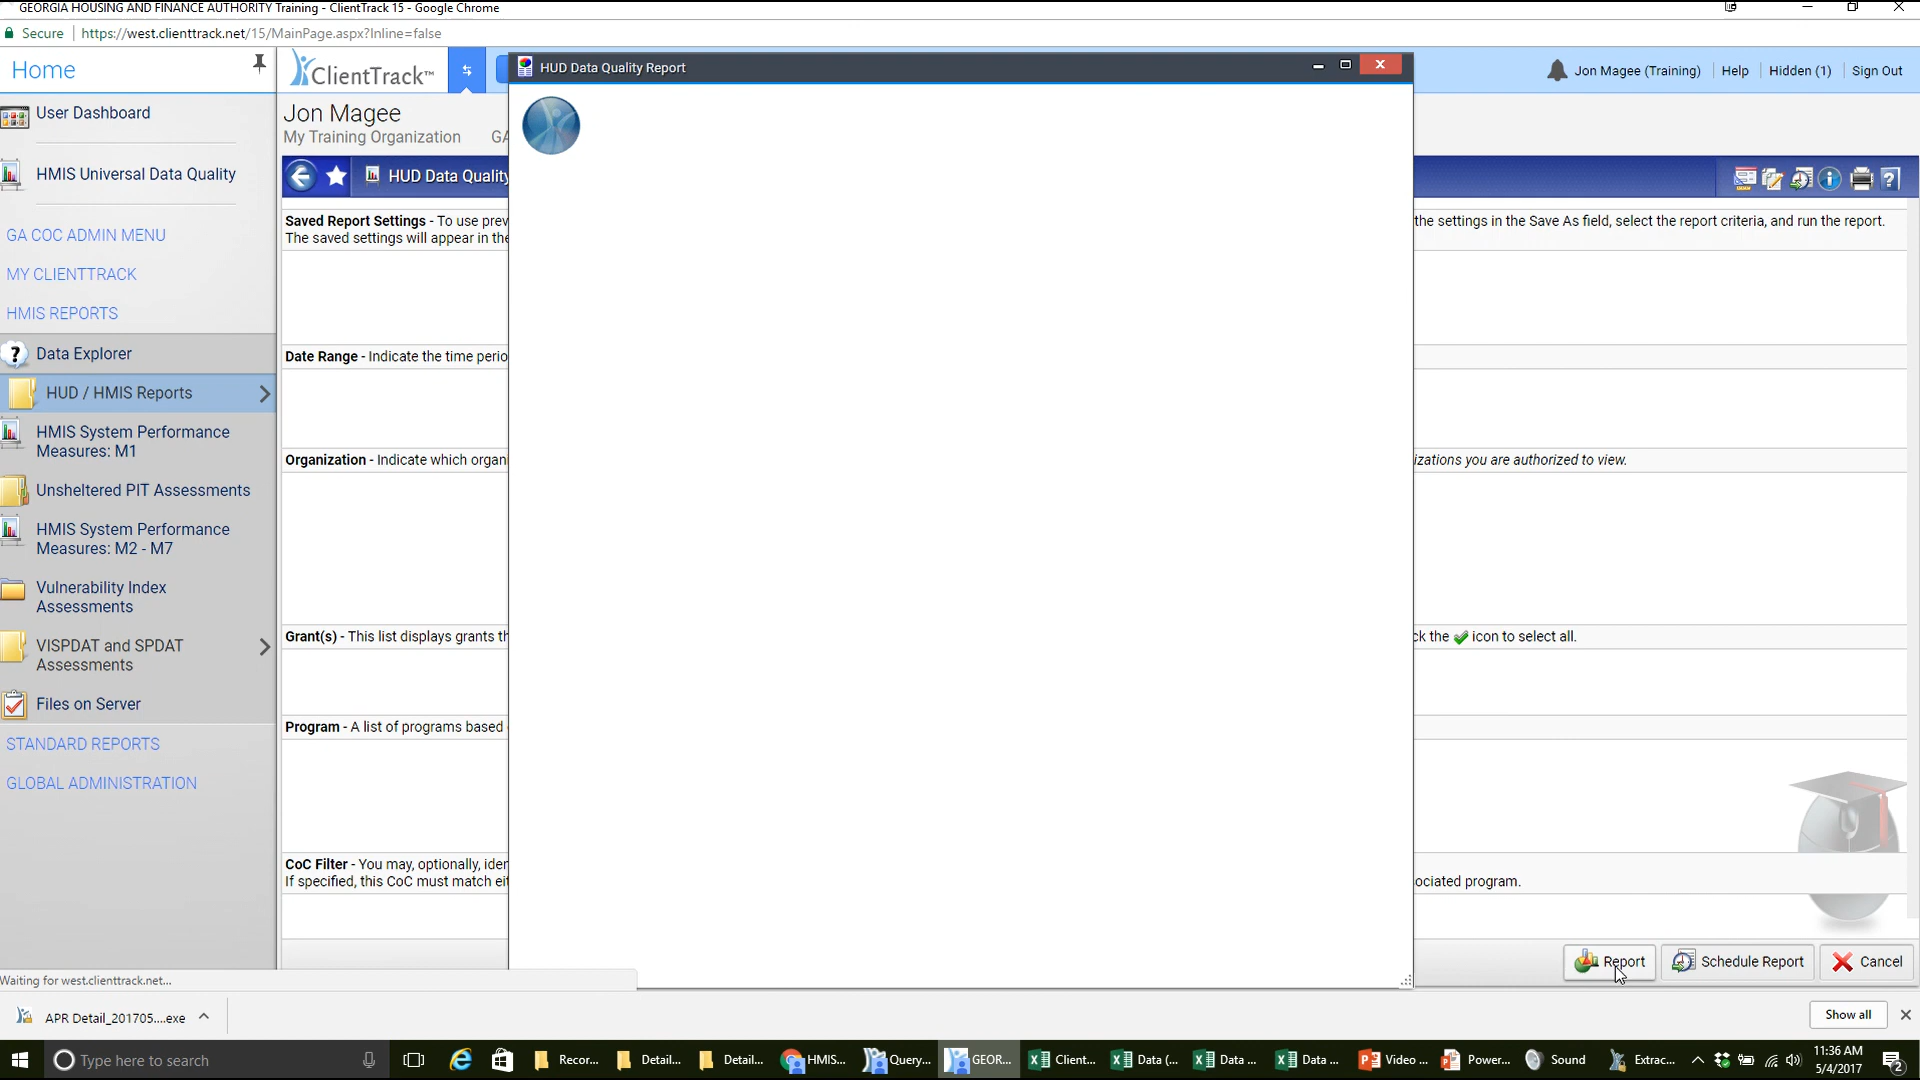 GEORGIA HOUSING AND FINANCE AUTHORITY Training - ClientTrack 15 - Google Chrome
Secure | https://west.clienttrack.net/15/MainPage.aspx?Inline=false
Home
ClientTrack™
HUD Data Quality Report
Jon Magee (Training)
Help
Hidden (1)
Sign Out
User Dashboard
Jon Magee
My Training Organization GA
HMIS Universal Data Quality
HUD Data Quality
GA COC ADMIN MENU
MY CLIENTTRACK
HMIS REPORTS
Data Explorer
HUD / HMIS Reports
HMIS System Performance
Measures: M1
Unsheltered PIT Assessments
HMIS System Performance
Measures: M2 - M7
Vulnerability Index
Assessments
VISPDAT and SPDAT
Assessments
Files on Server
STANDARD REPORTS
GLOBAL ADMINISTRATION
Saved Report Settings - To use prev
the settings in the Save As field, select the report criteria, and run the report.
The saved settings will appear in the
Date Range - Indicate the time perio
Organization - Indicate which organi
izations you are authorized to view.
Grant(s) - This list displays grants th
ck the icon to select all.
Program - A list of programs based
CoC Filter - You may, optionally, iden
If specified, this CoC must match eit
ociated program.
Report
Schedule Report
Cancel
Waiting for west.clienttrack.net...
APR Detail_201705....exe
Show all
Type here to search
Recor...
Detail...
Detail...
HMIS...
Query...
GEOR...
Client...
Data (...
Data ...
Data ...
Video ...
Power...
Sound
Extrac...
11:36 AM
5/4/2017
2